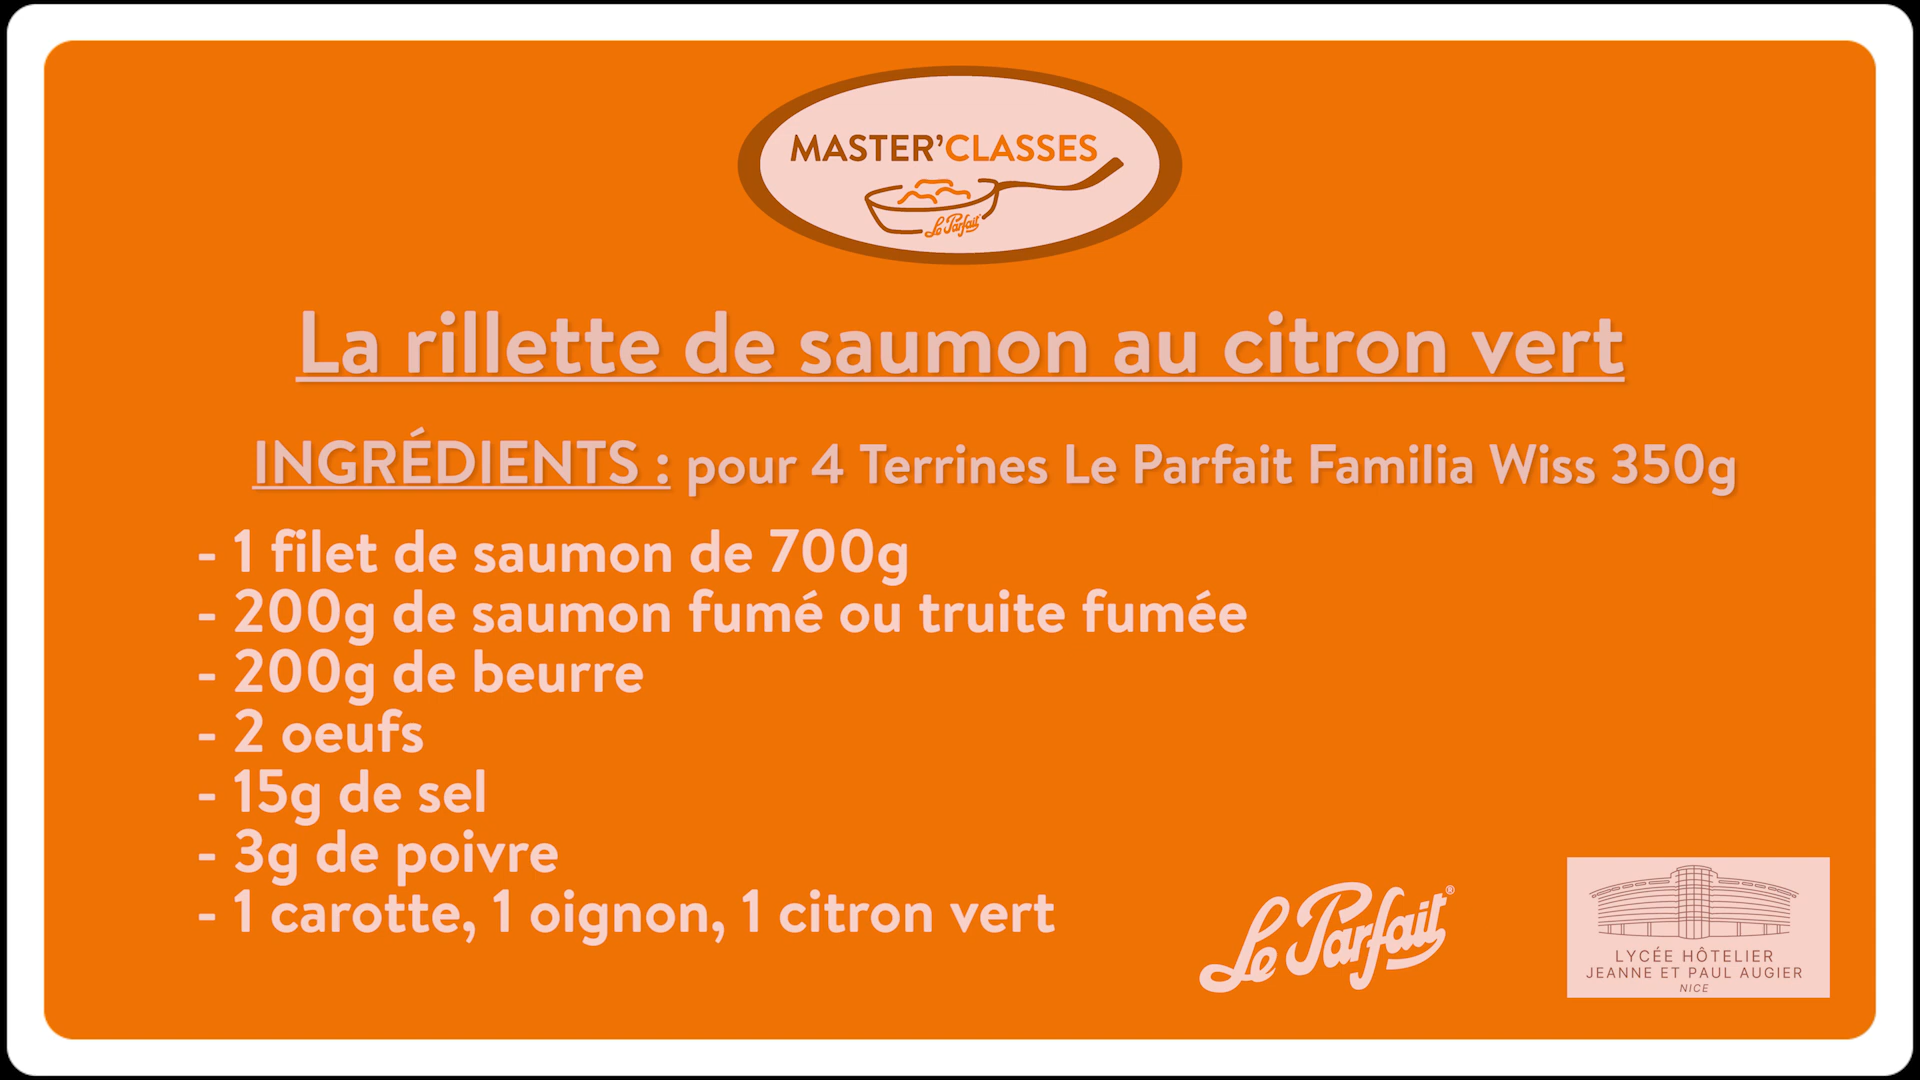 MASTER'CLASSES
Le Parfait
La rillette de saumon au citron vert
INGRÉDIENTS : pour 4 Terrines Le Parfait Familia Wiss 350g
- 1 filet de saumon de 700g
- 200g de saumon fumé ou truite fumée
- 200g de beurre
- 2 oeufs
- 15g de sel
- 3g de poivre
- 1 carotte, 1 oignon, 1 citron vert
Le Parfait®
LYCÉE HÔTELIER
JEANNE ET PAUL AUGIER
NICE